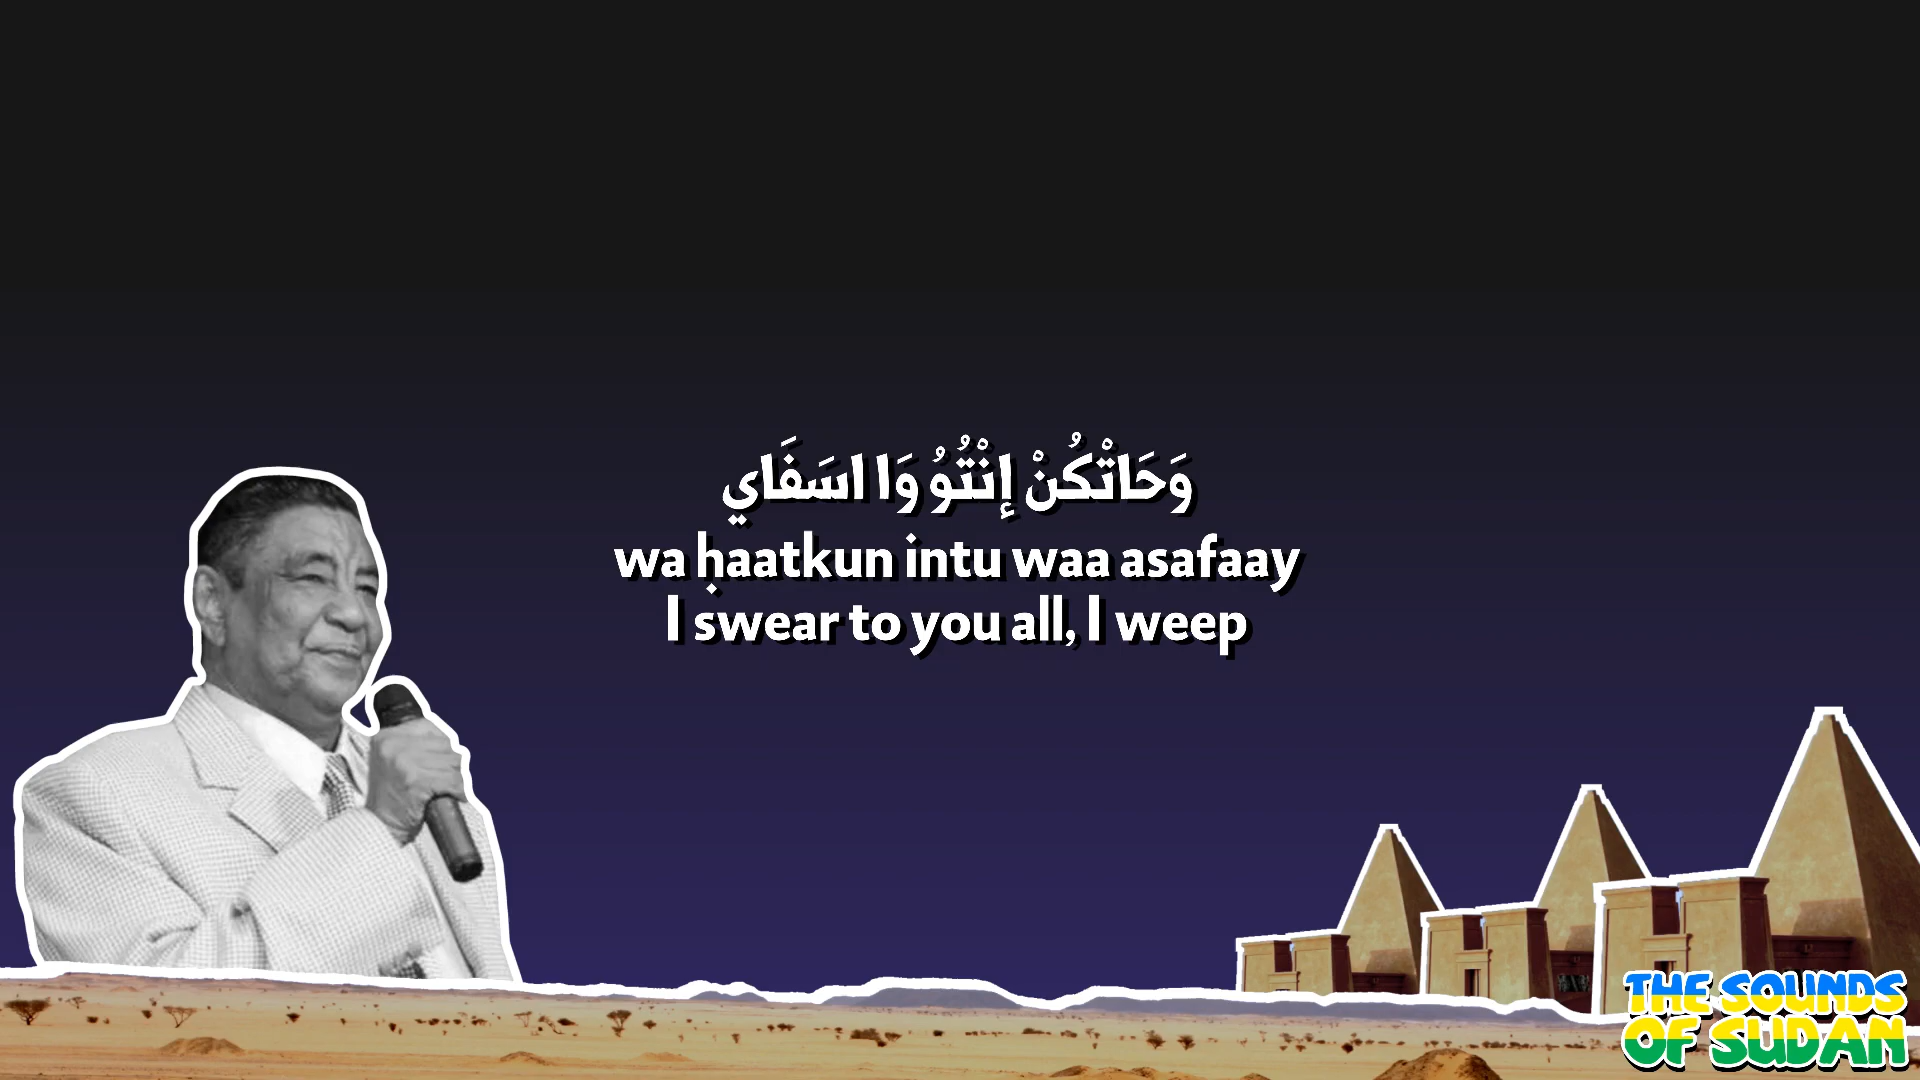 وَحَاتْكُنْ إِنْتُوُ وَا اسَفَاي
wa ḥaatkun intu waa asafaay
I swear to you all, I weep
THE SOUNDS
OF SUDAN